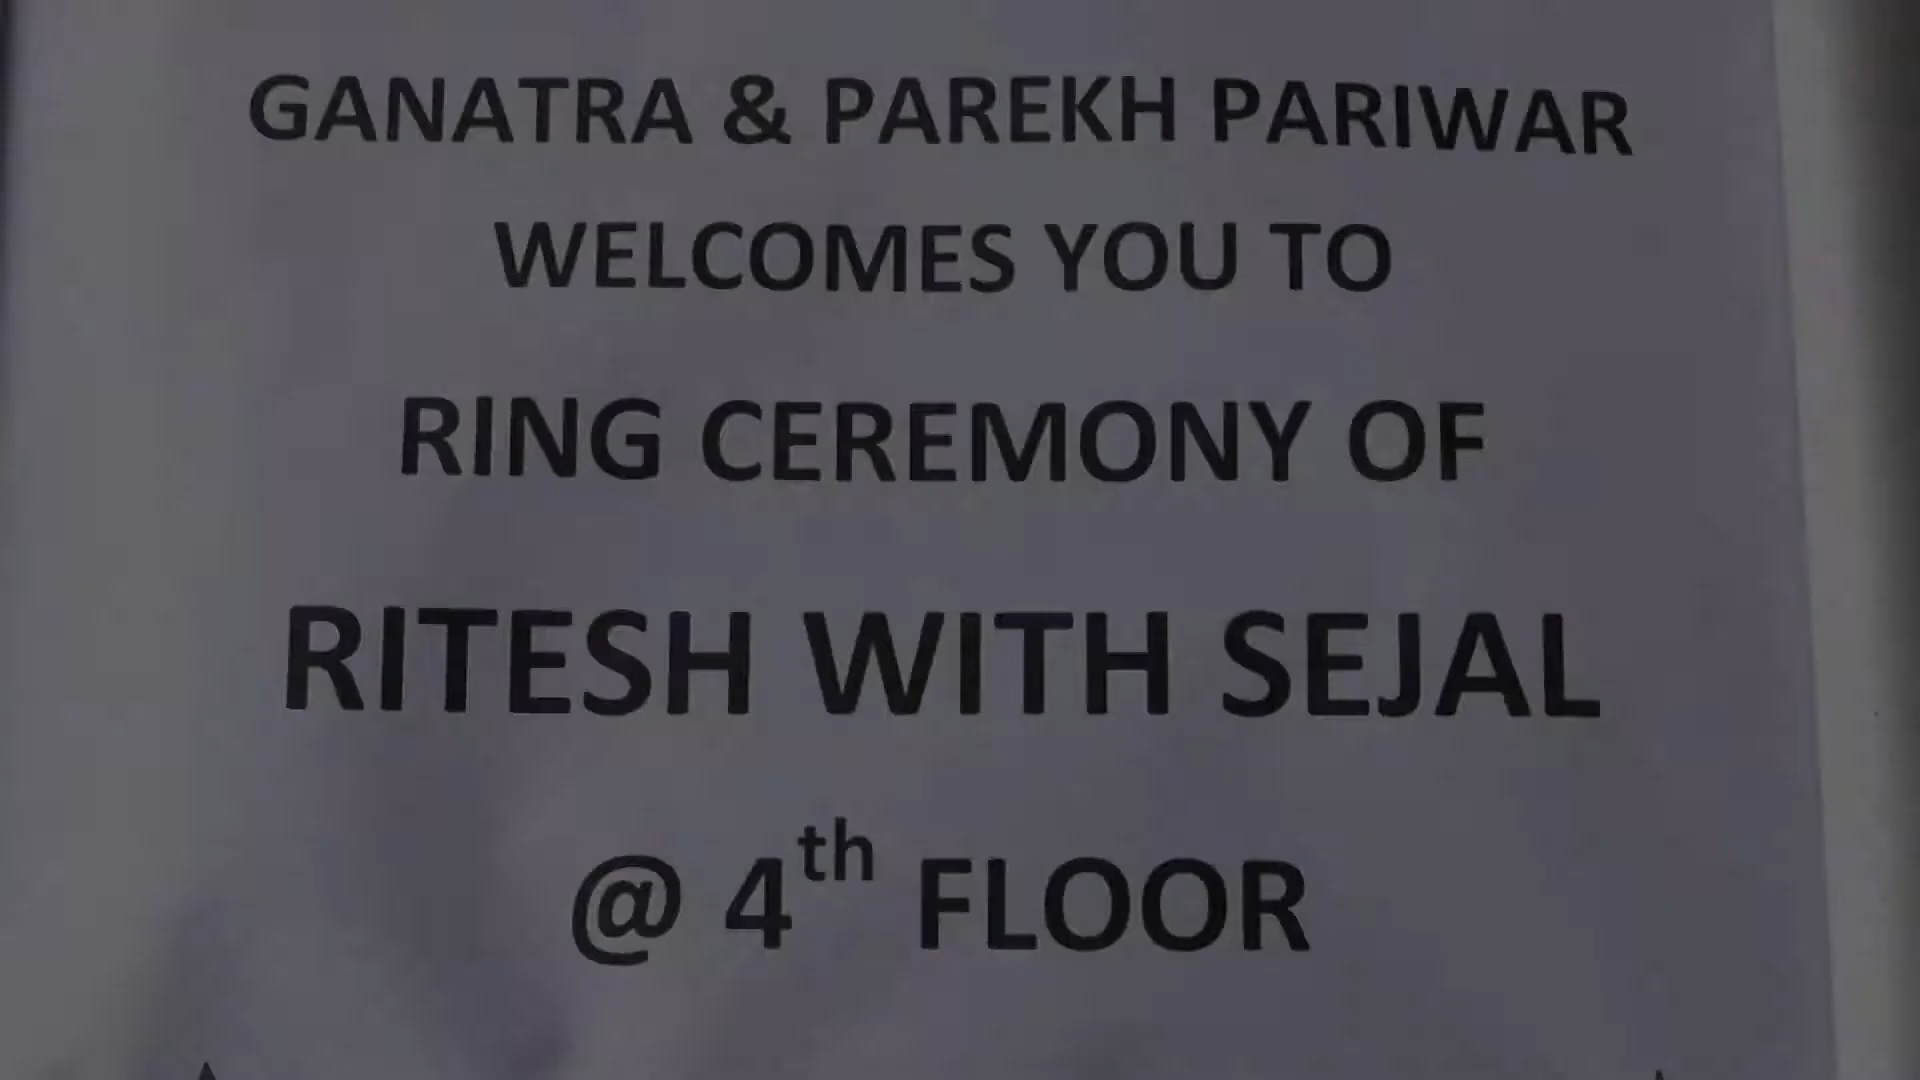 GANATRA & PAREKH PARIWAR
WELCOMES YOU TO
RING CEREMONY OF
RITESH WITH SEJAL
@ 4th FLOOR